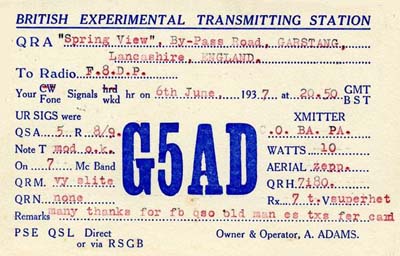 BRITISH EXPERIMENTAL TRANSMITTING STATION
QRA "Spring View", By-Pass Road, GARSTANG,
Lancashire, ENGLAND.
To Radio F.8.D.P.
Your CW Fone Signals hrd wkd hr on 6th June, 1937 at 20.50 GMT BST
UR SIGS were
XMITTER
QSA 5 R 8/9.
C.O. BA. PA.
Note T mod o.k.
WATTS 10
G5AD
On 7 Mc Band
AERIAL zepp.
QRM vy slite
QRH 7180.
QRN none
Rx 7 t.V superhet
Remarks many thanks for fb qso old man es txs fer card
PSE QSL Direct
or via RSGB
Owner & Operator, A. ADAMS.